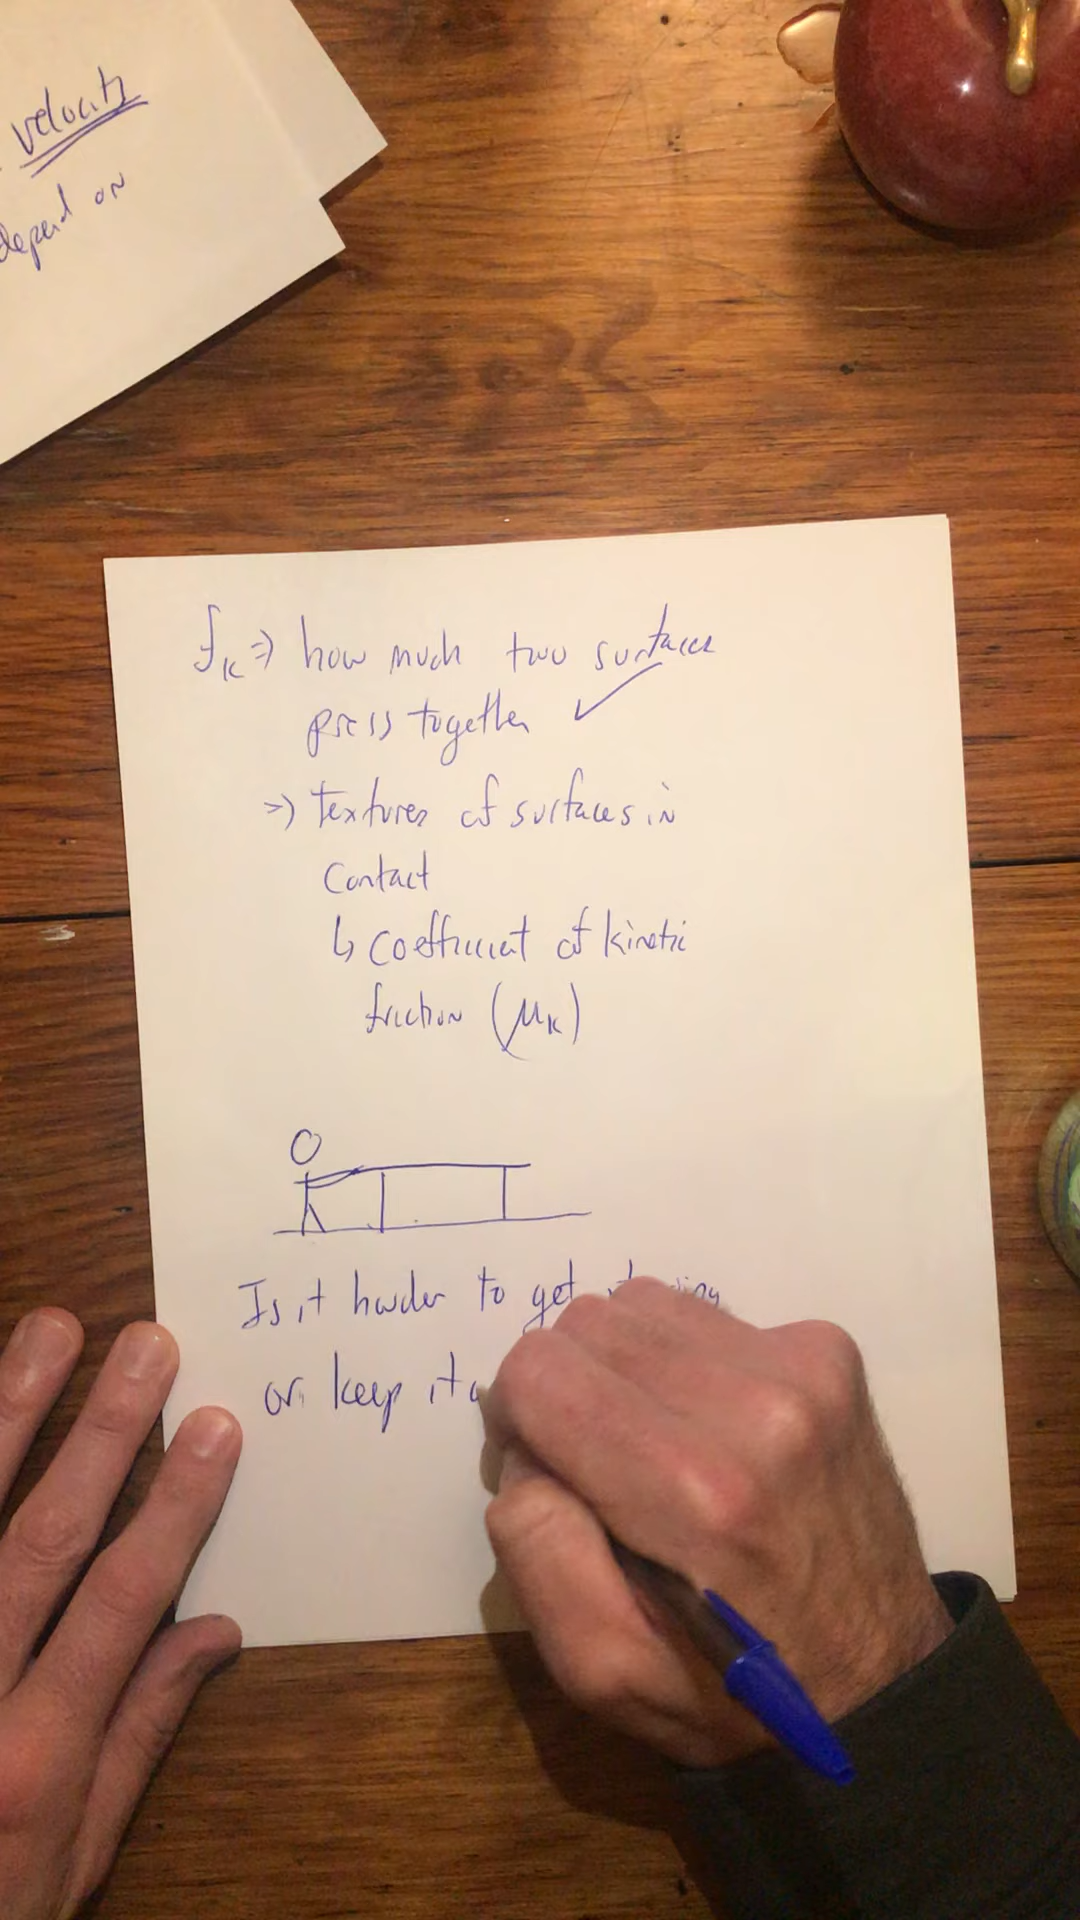 velocity
depend on
fk => how much two surfaces
press together ✓
=> textures of surfaces in
contact
↳ coefficient of kinetic
friction (μk)
Is it harder to get
or keep it